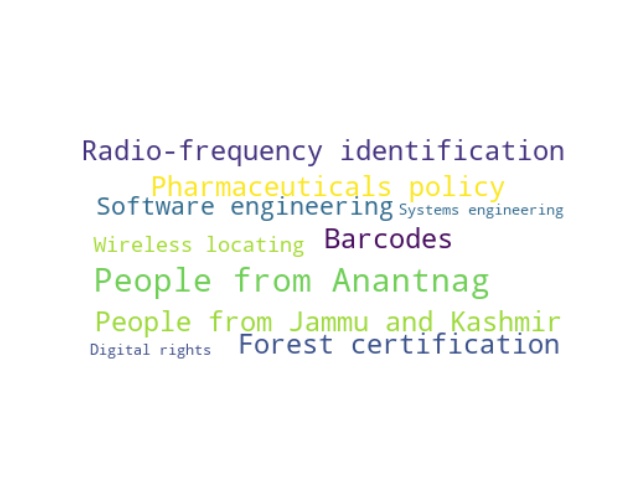 Radio-frequency identification
Pharmaceuticals policy
Software engineering Systems engineering
Wireless locating Barcodes
People from Anantnag
People from Jammu and Kashmir
Digital rights Forest certification